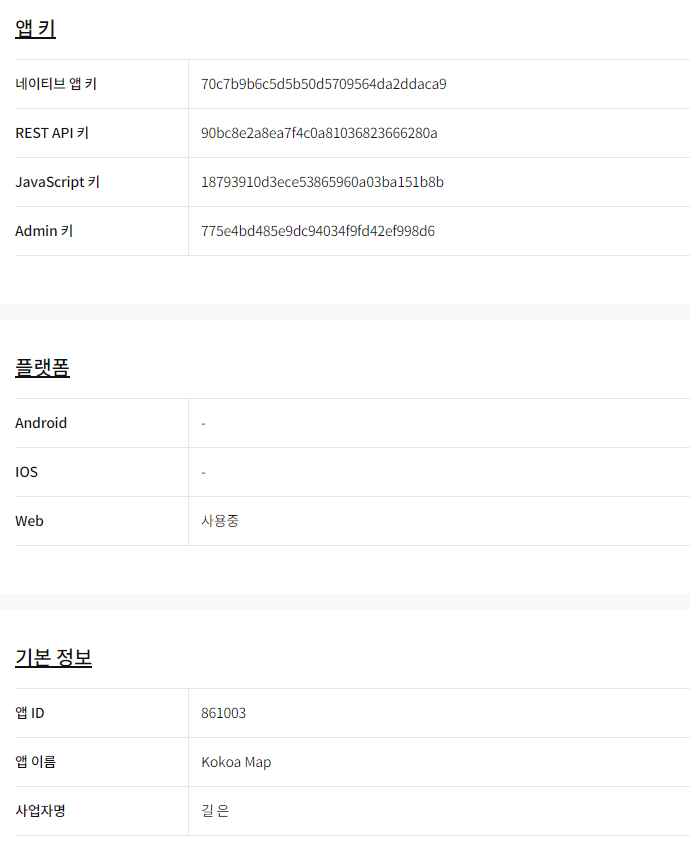 앱 키
네이티브 앱 키 70c7b9b6c5d5b50d5709564da2ddaca9
REST API 키 90bc8e2a8ea7f4c0a81036823666280a
JavaScript 키 18793910d3ece53865960a03ba151b8b
Admin 키 775e4bd485e9dc94034f9fd42ef998d6
플랫폼
Android -
IOS -
Web 사용중
기본 정보
앱 ID 861003
앱 이름 Kokoa Map
사업자명 길 은